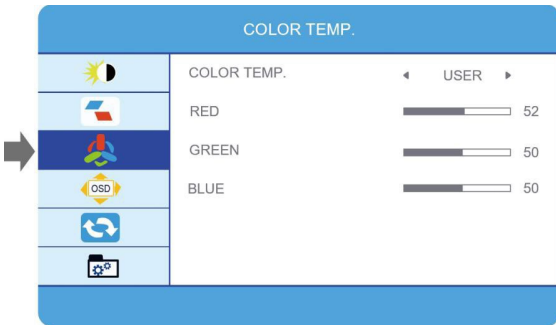 COLOR TEMP.
COLOR TEMP. USER
RED 52
GREEN 50
OSD
BLUE 50